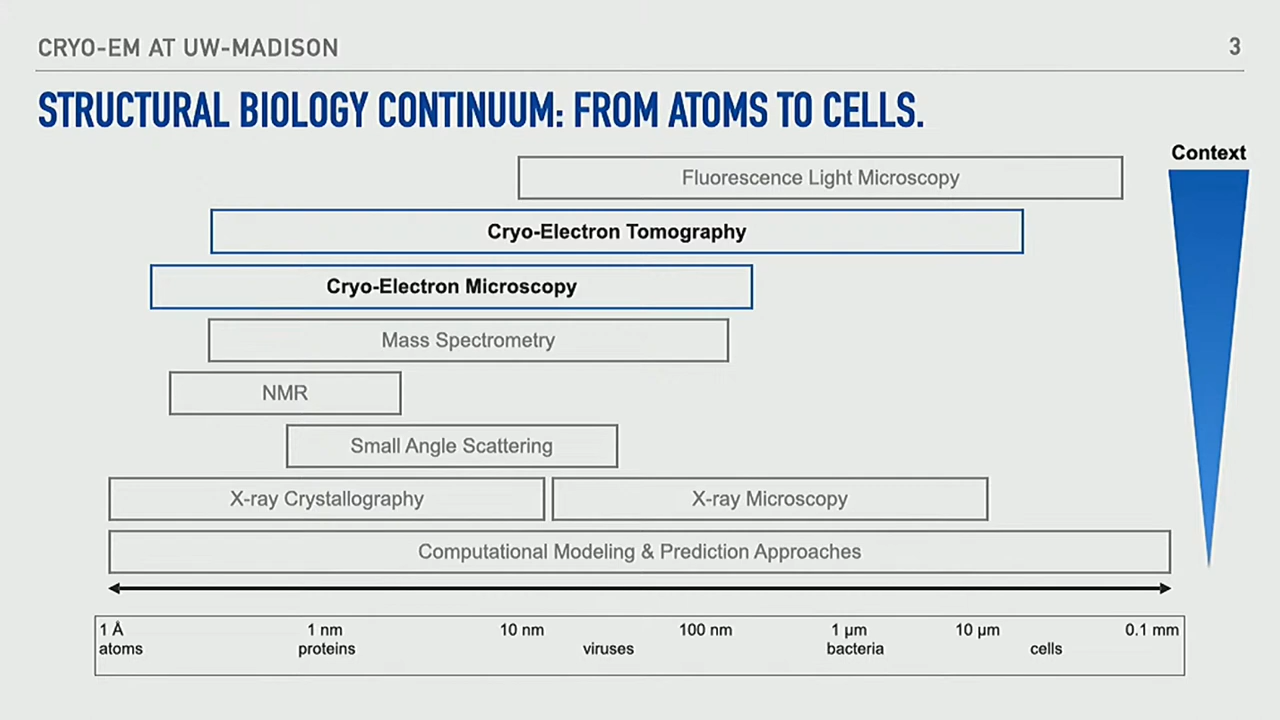 CRYO-EM AT UW-MADISON
3
STRUCTURAL BIOLOGY CONTINUUM: FROM ATOMS TO CELLS.
Context
Fluorescence Light Microscopy
Cryo-Electron Tomography
Cryo-Electron Microscopy
Mass Spectrometry
NMR
Small Angle Scattering
X-ray Crystallography
X-ray Microscopy
Computational Modeling & Prediction Approaches
1 Å 1 nm 10 nm 100 nm 1 µm 10 µm 0.1 mm
atoms proteins viruses bacteria cells